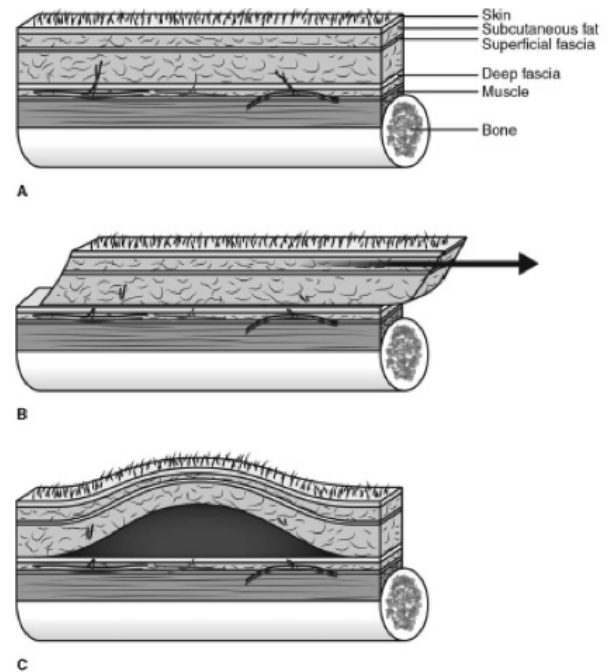 Skin
Subcutaneous fat
Superficial fascia
Deep fascia
Muscle
Bone
A
B
C